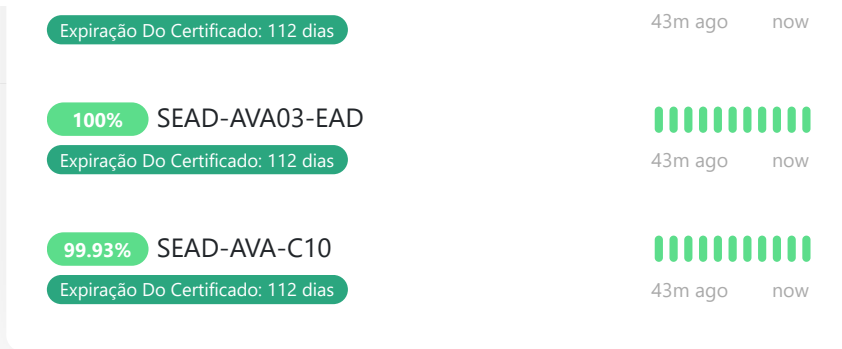 Expiração Do Certificado: 112 dias 43m ago now
100% SEAD-AVA03-EAD
Expiração Do Certificado: 112 dias 43m ago now
99.93% SEAD-AVA-C10
Expiração Do Certificado: 112 dias 43m ago now